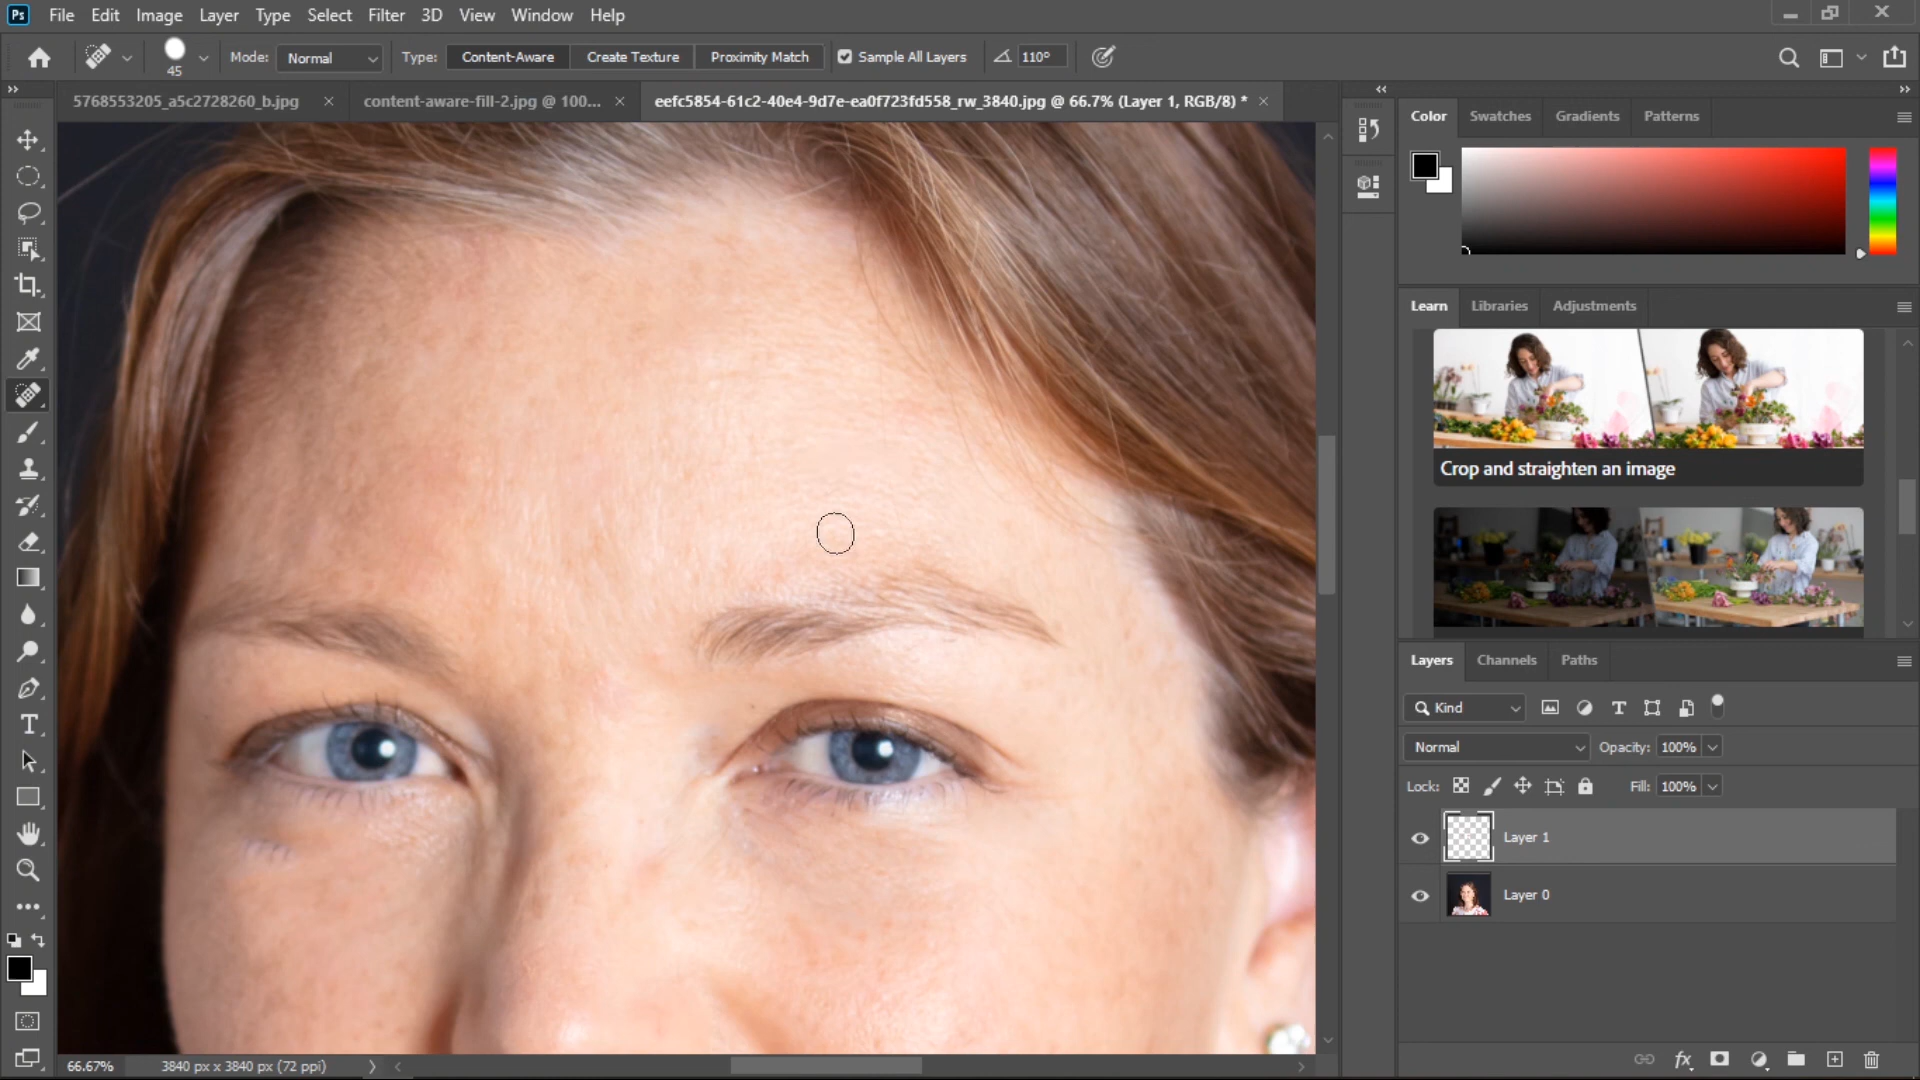 Ps File Edit Image Layer Type Select Filter 3D View Window Help
45 Mode: Normal Type: Content-Aware Create Texture Proximity Match Sample All Layers 110°
5768553205_a5c2728260_b.jpg × content-aware-fill-2.jpg @ 100... × eefc5854-61c2-40e4-9d7e-ea0f723fd558_rw_3840.jpg @ 66.7% (Layer 1, RGB/8) * ×
Color Swatches Gradients Patterns
Learn Libraries Adjustments
Crop and straighten an image
Layers Channels Paths
Kind
Normal Opacity: 100%
Lock: Fill: 100%
Layer 1
Layer 0
fx
66.67% 3840 px x 3840 px (72 ppi)